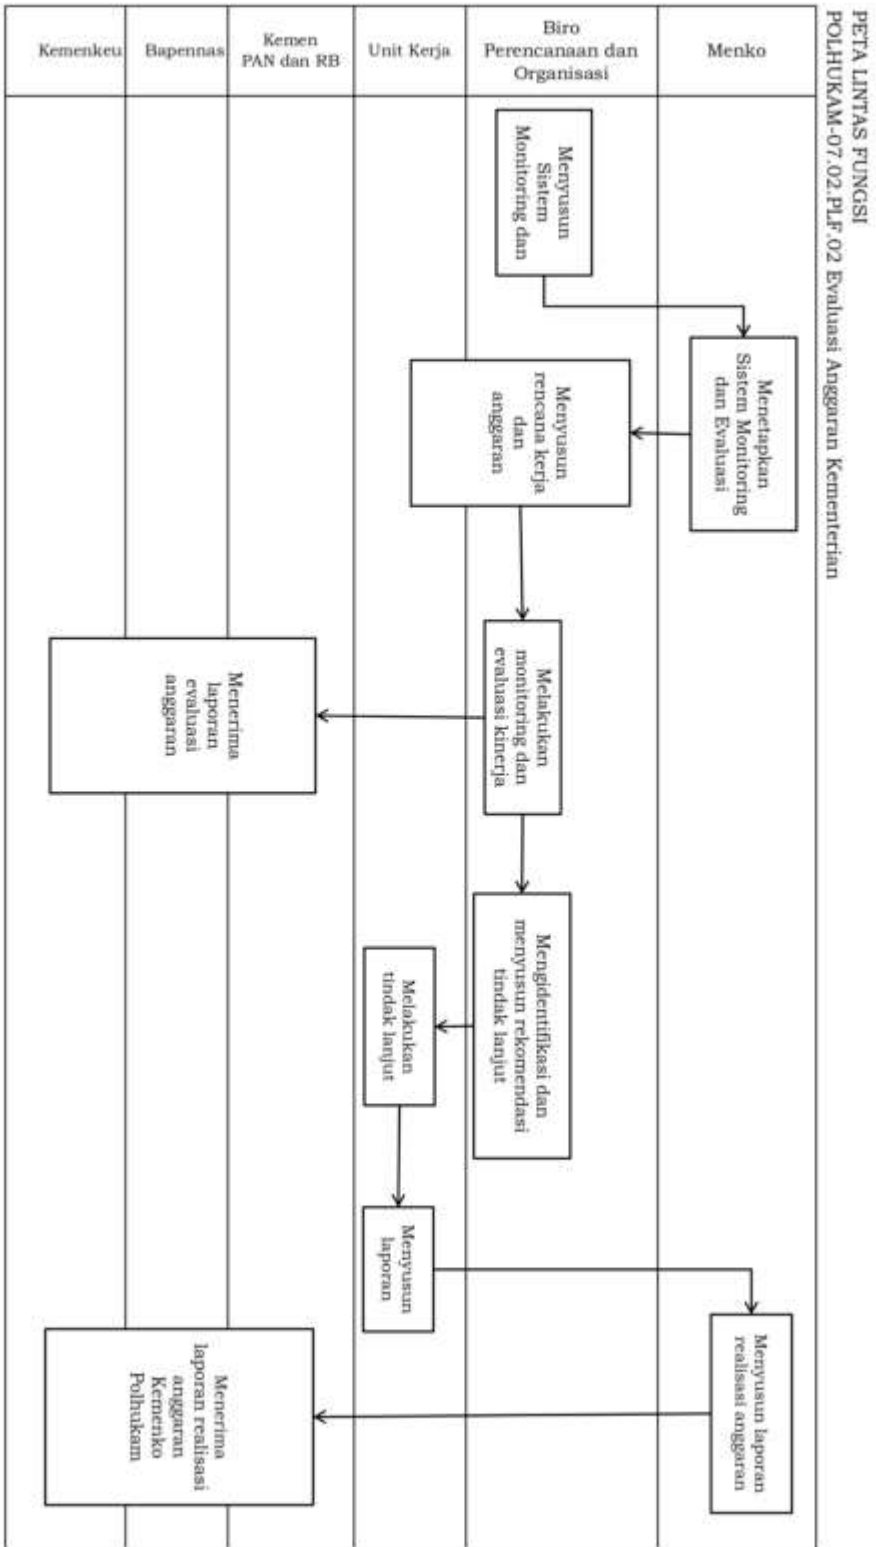 PETA LINTAS FUNGSI
POLHUKAM-07.02.PLF.02 Evaluasi Anggaran Kementerian
Menko
Biro
Perencanaan dan
Organisasi
Unit Kerja
Kemen
PAN dan RB
Bapennas
Kemenkeu
Menyusun
Sistem
Monitoring dan
Menetapkan
Sistem Monitoring
dan Evaluasi
Menyusun
rencana kerja
dan
anggaran
Melakukan
monitoring dan
evaluasi kinerja
Menerima
laporan
evaluasi
anggaran
Mengidentifikasi dan
menyusun rekomendasi
tindak lanjut
Melakukan
tindak lanjut
Menyusun
laporan
Menyusun laporan
realisasi anggaran
Menerima
laporan realisasi
anggaran
Kemenko
Polhukam